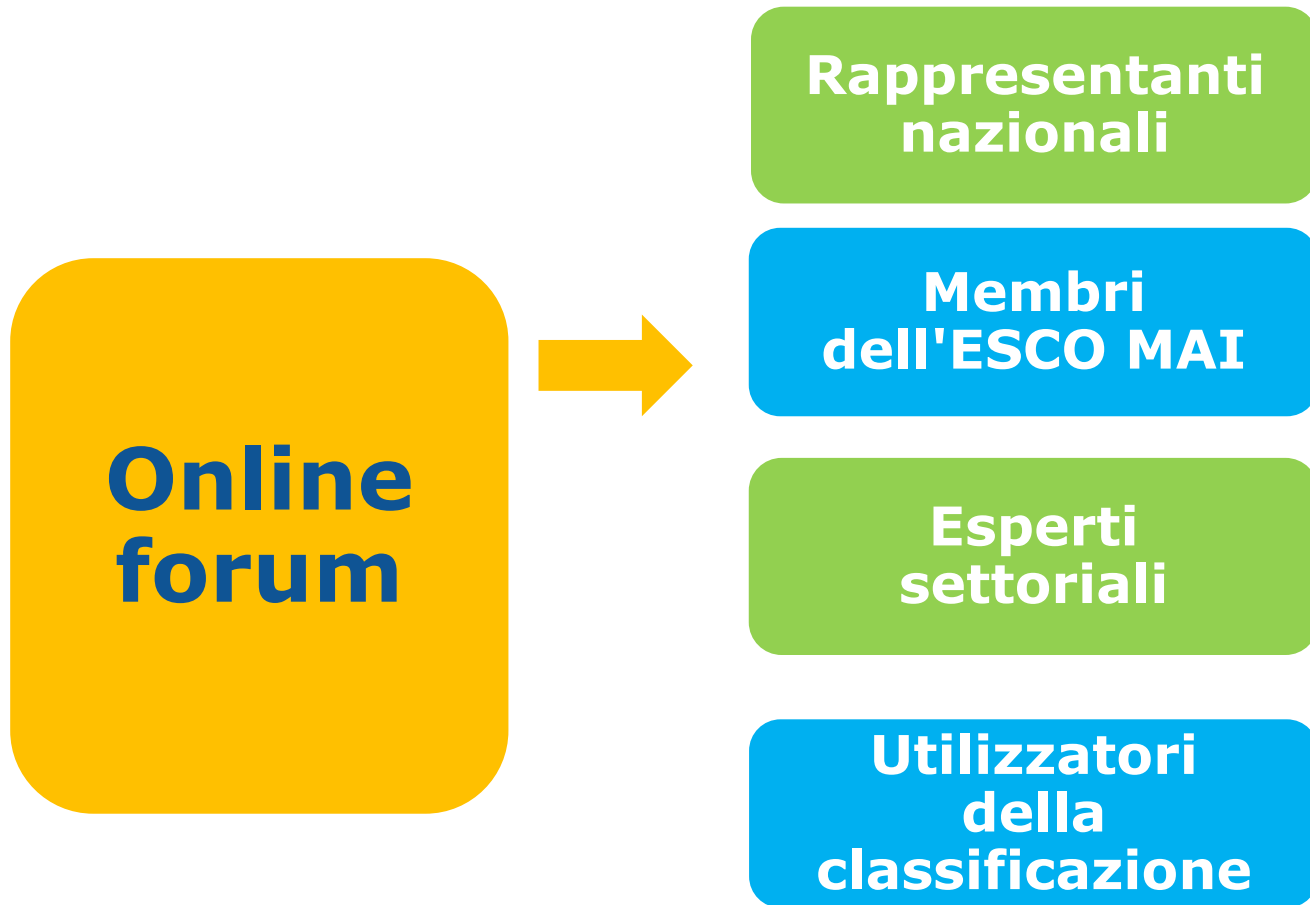 Rappresentanti
nazionali
Membri
dell'ESCO MAI
Online
forum
Esperti
settoriali
Utilizzatori
della
classificazione